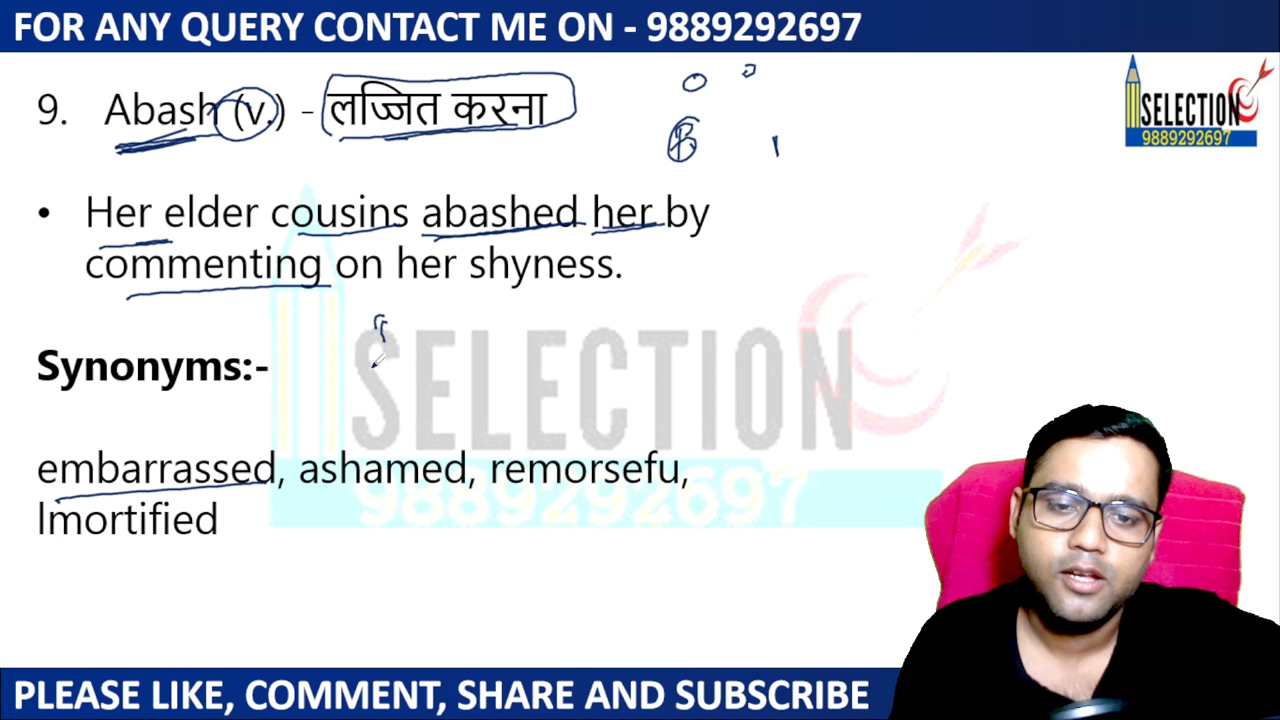 FOR ANY QUERY CONTACT ME ON - 9889292697
9. Abash (v.) - लज्जित करना
SELECTION
9889292697
• Her elder cousins abashed her by
commenting on her shyness.
SELECTION
Synonyms:-
9889292697
embarrassed, ashamed, remorsefu,
lmortified
PLEASE LIKE, COMMENT, SHARE AND SUBSCRIBE